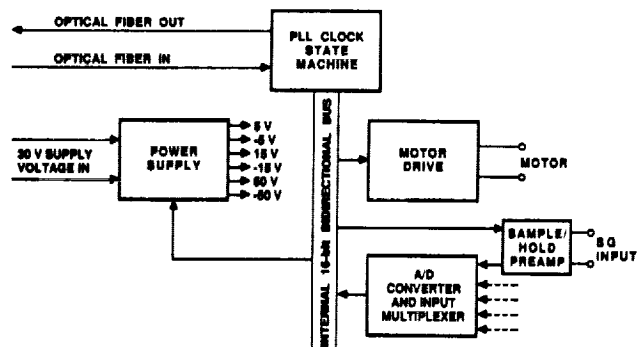 OPTICAL FIBER OUT
OPTICAL FIBER IN
PLL CLOCK
STATE
MACHINE
30 V SUPPLY
VOLTAGE IN
POWER
SUPPLY
5 V
-5 V
15 V
-15 V
60 V
-60 V
INTERNAL 16-bit BIDIRECTIONAL BUS
MOTOR
DRIVE
MOTOR
SAMPLE/
HOLD
PREAMP
SG
INPUT
A/D
CONVERTER
AND INPUT
MULTIPLEXER